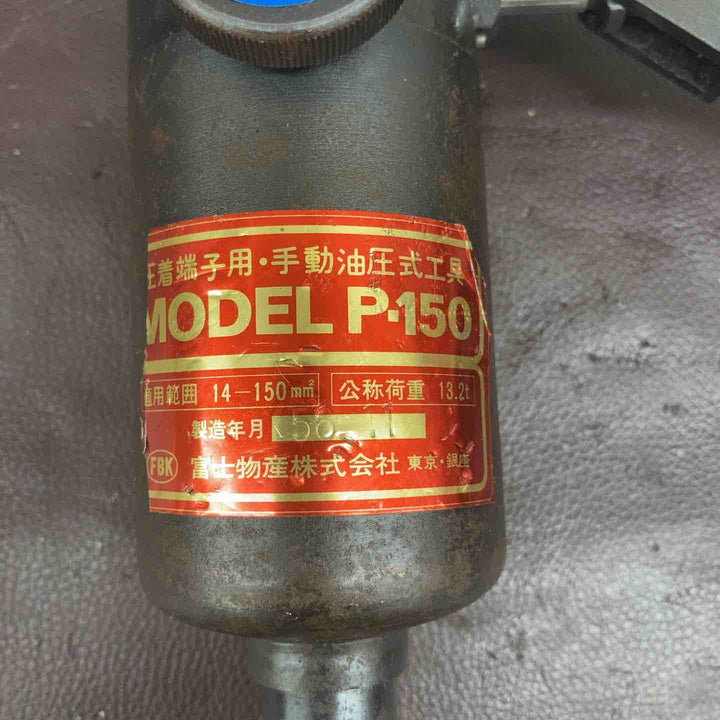 圧着端子用・手動油圧式工具
MODEL P-150
適用範囲 14-150mm² 公称荷重 13.2t
製造年月 56-11
FBK 富士物産株式会社 東京・銀座